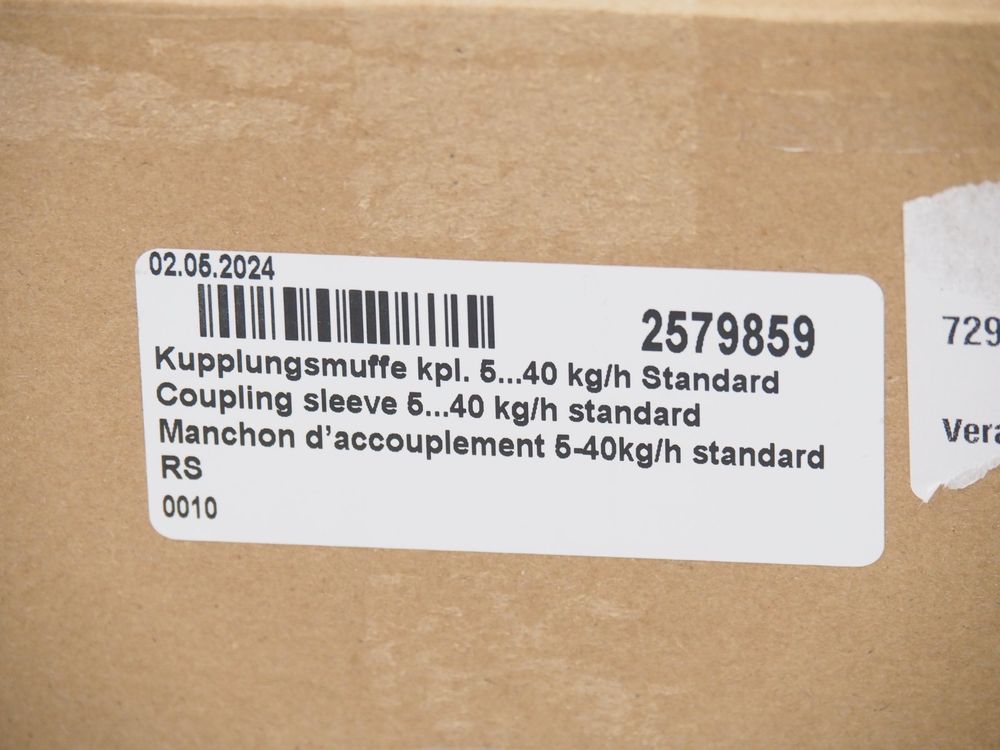 02.05.2024
2579859
Kupplungsmuffe kpl. 5...40 kg/h Standard
Coupling sleeve 5...40 kg/h standard
Manchon d’accouplement 5-40kg/h standard
RS
0010
729
Vera